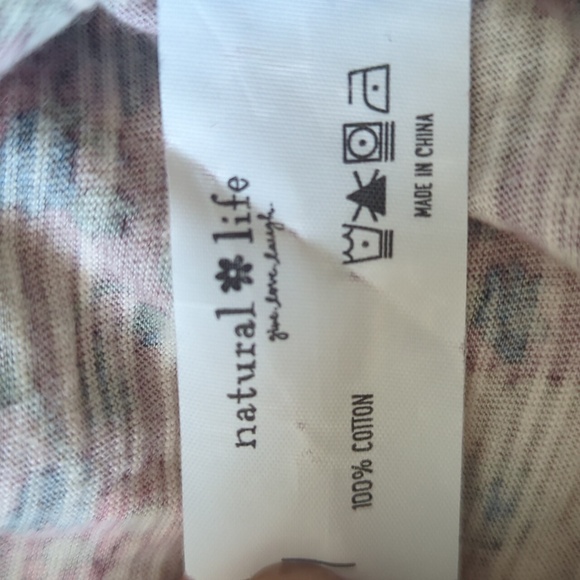 natural life
give. love. laugh.
100% COTTON
MADE IN CHINA